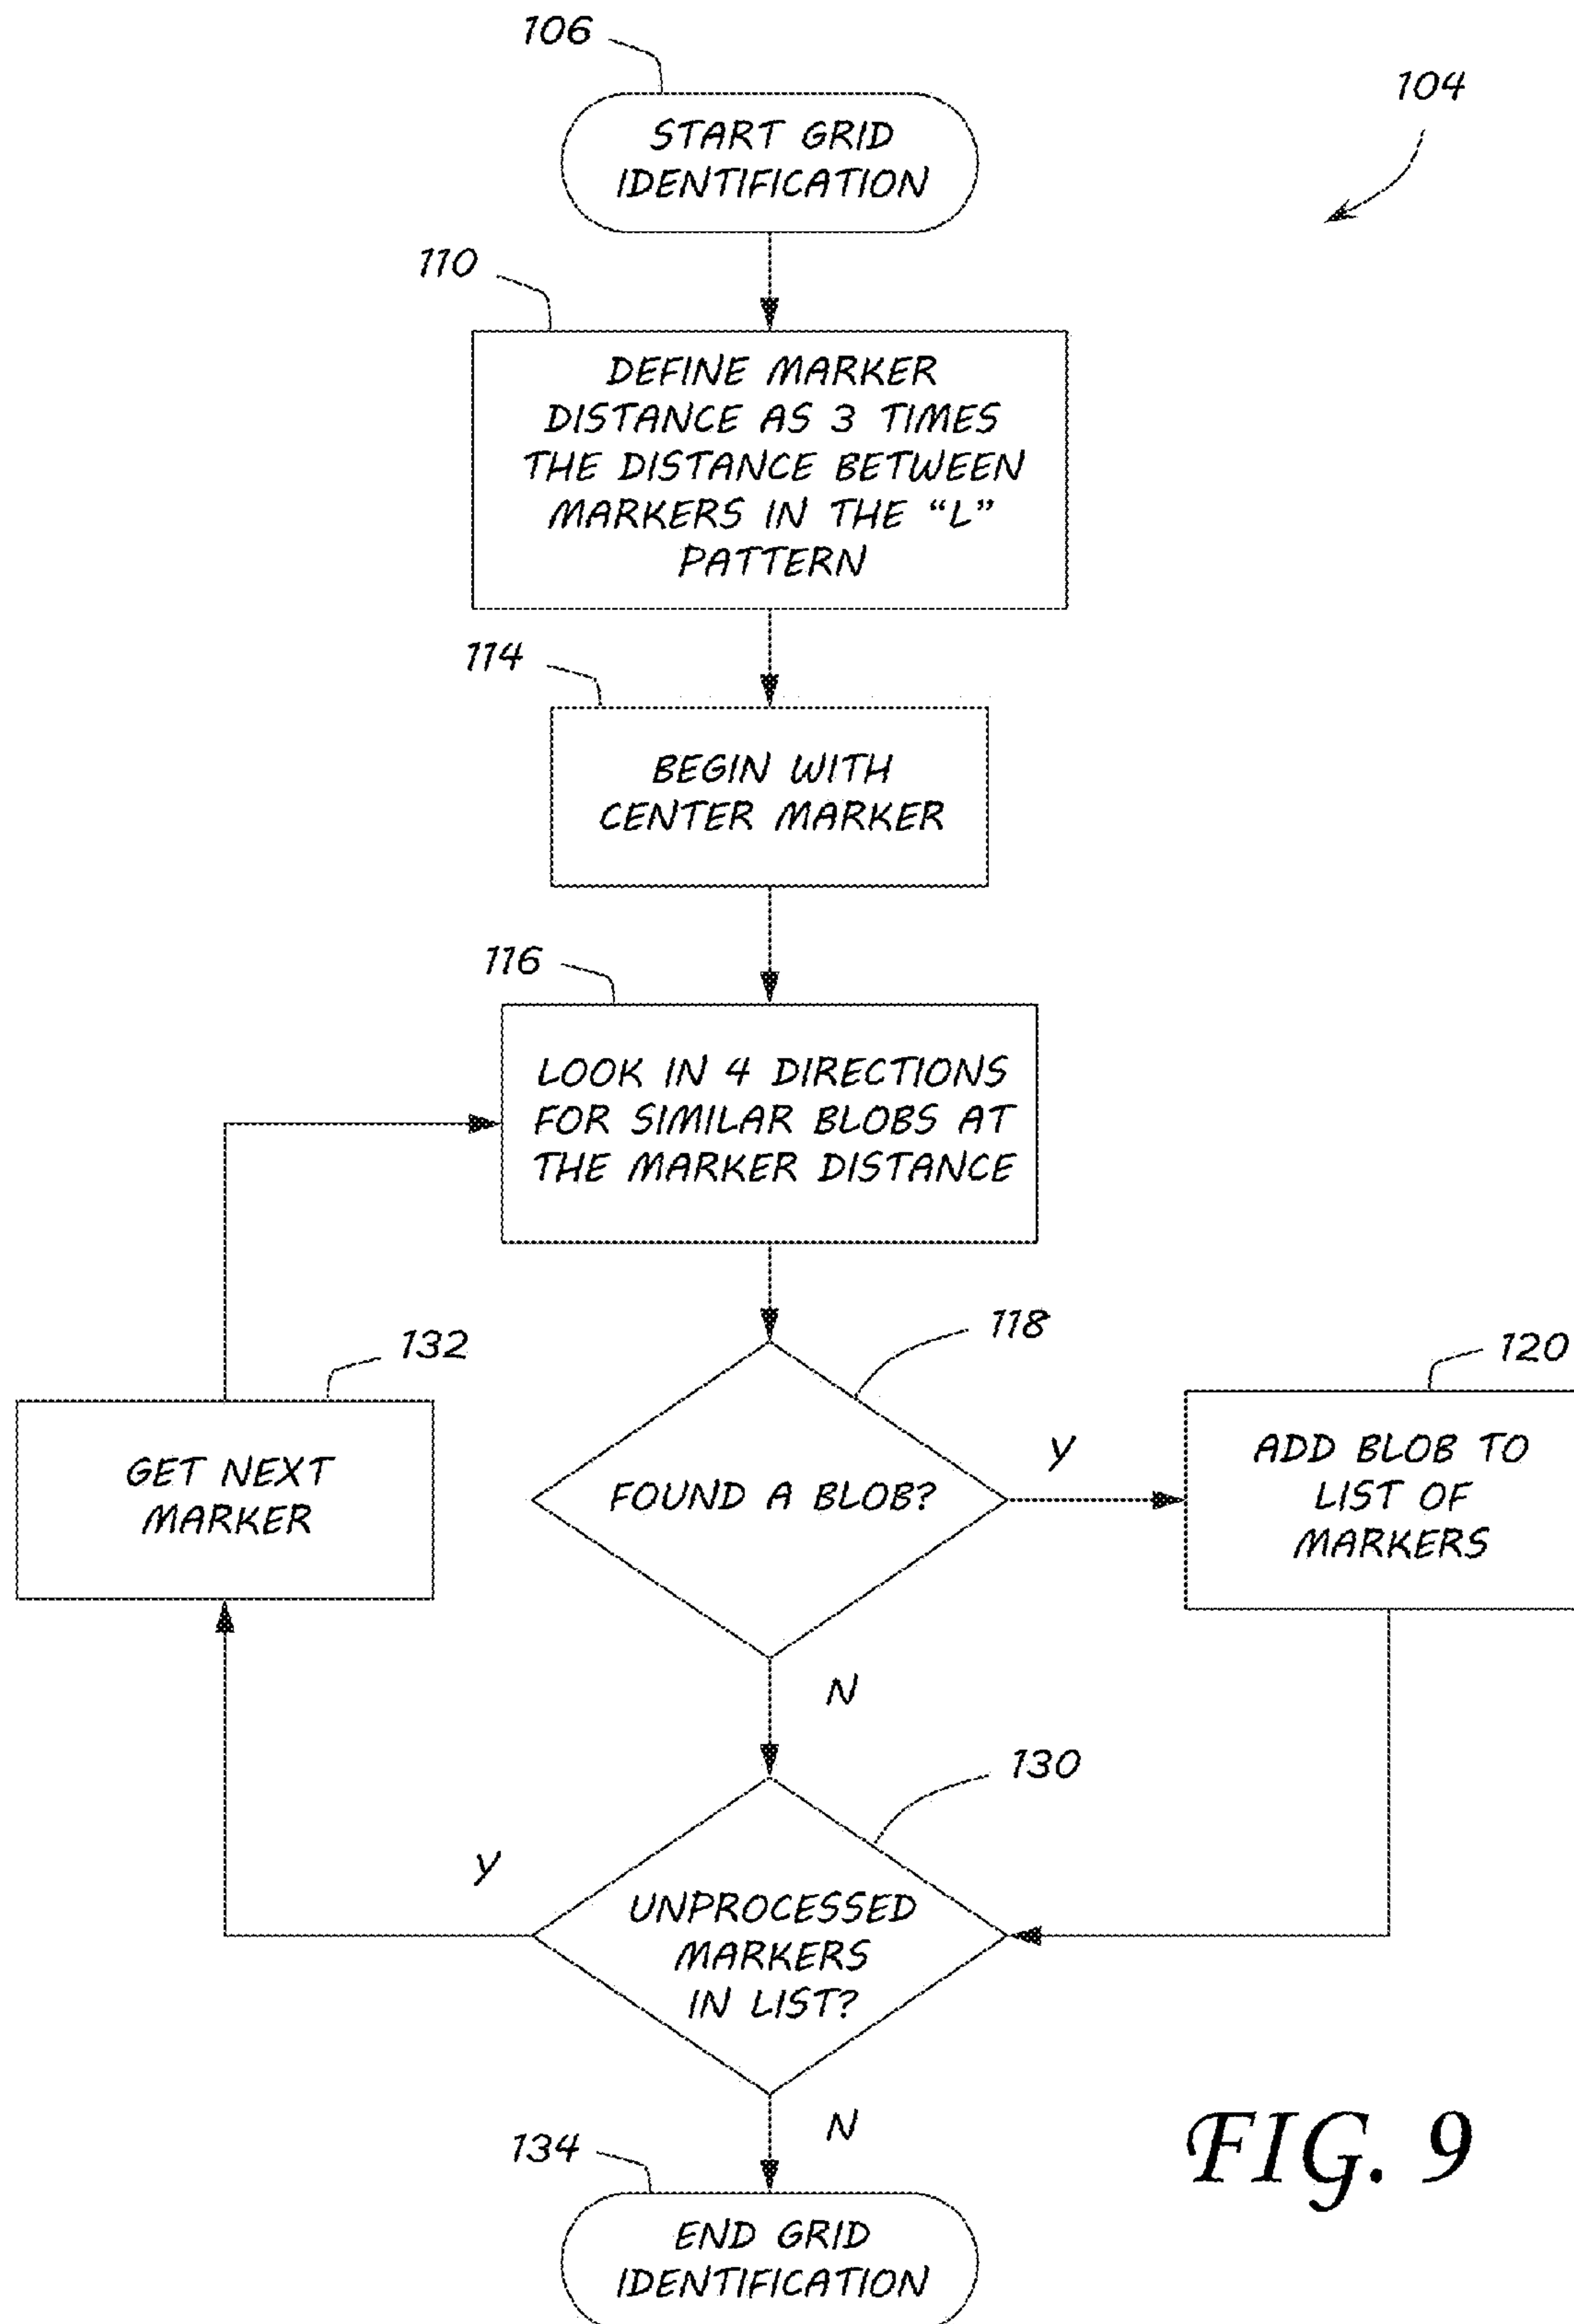 106
104
START GRID
IDENTIFICATION
110
DEFINE MARKER
DISTANCE AS 3 TIMES
THE DISTANCE BETWEEN
MARKERS IN THE “L”
PATTERN
114
BEGIN WITH
CENTER MARKER
116
LOOK IN 4 DIRECTIONS
FOR SIMILAR BLOBS AT
THE MARKER DISTANCE
118
132
120
GET NEXT
MARKER
FOUND A BLOB?
Y
ADD BLOB TO
LIST OF
MARKERS
N
130
Y
UNPROCESSED
MARKERS
IN LIST?
N
134
END GRID
IDENTIFICATION
FIG. 9